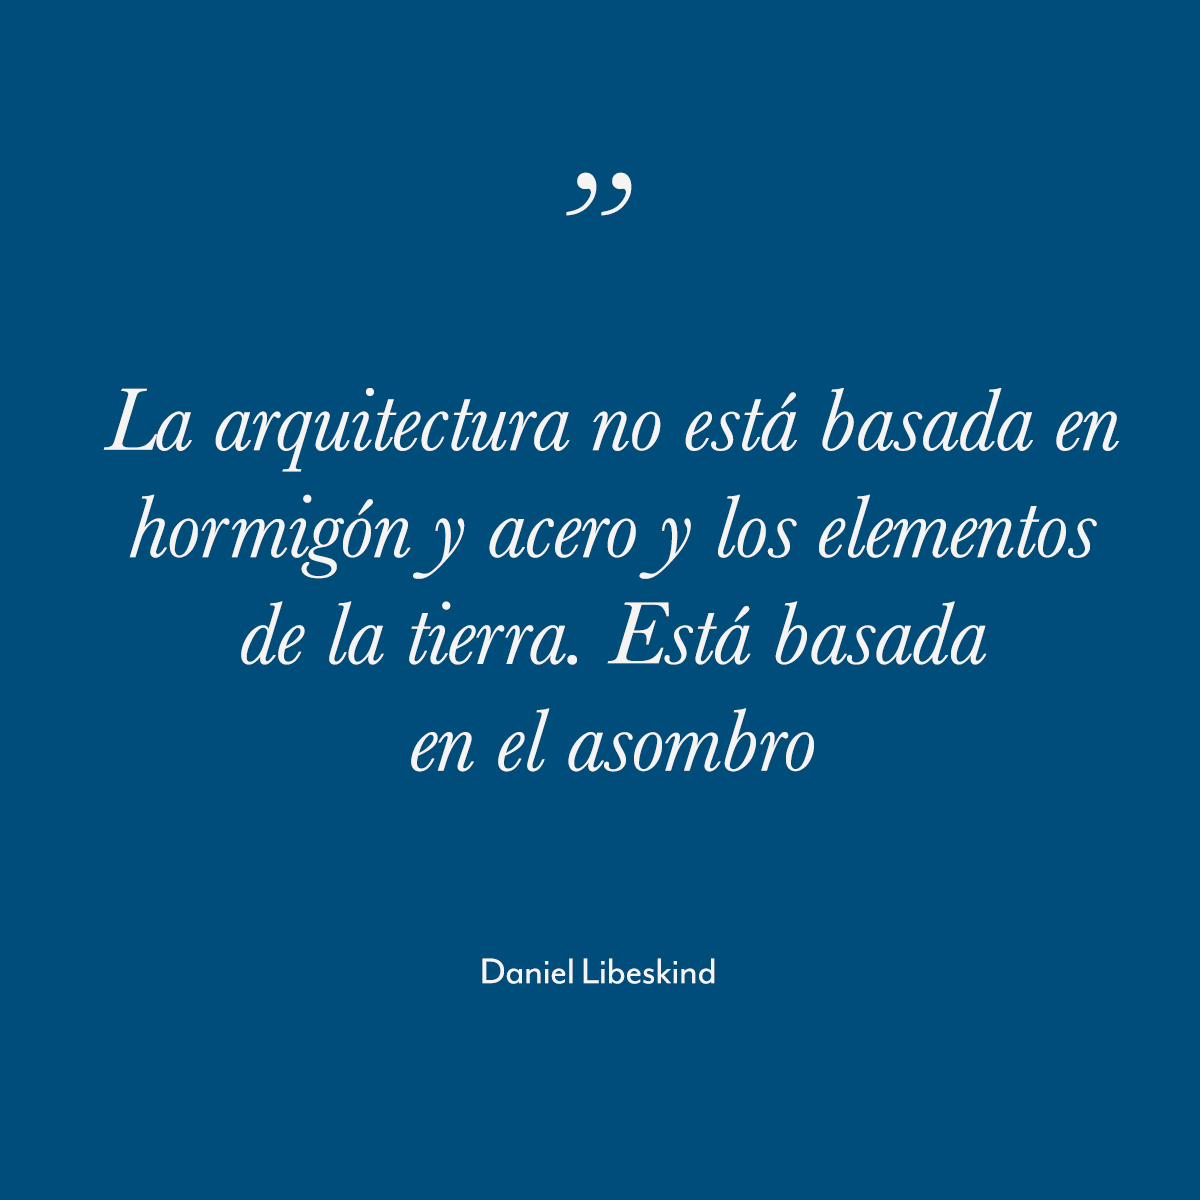 ”
La arquitectura no está basada en
hormigón y acero y los elementos
de la tierra. Está basada
en el asombro
Daniel Libeskind